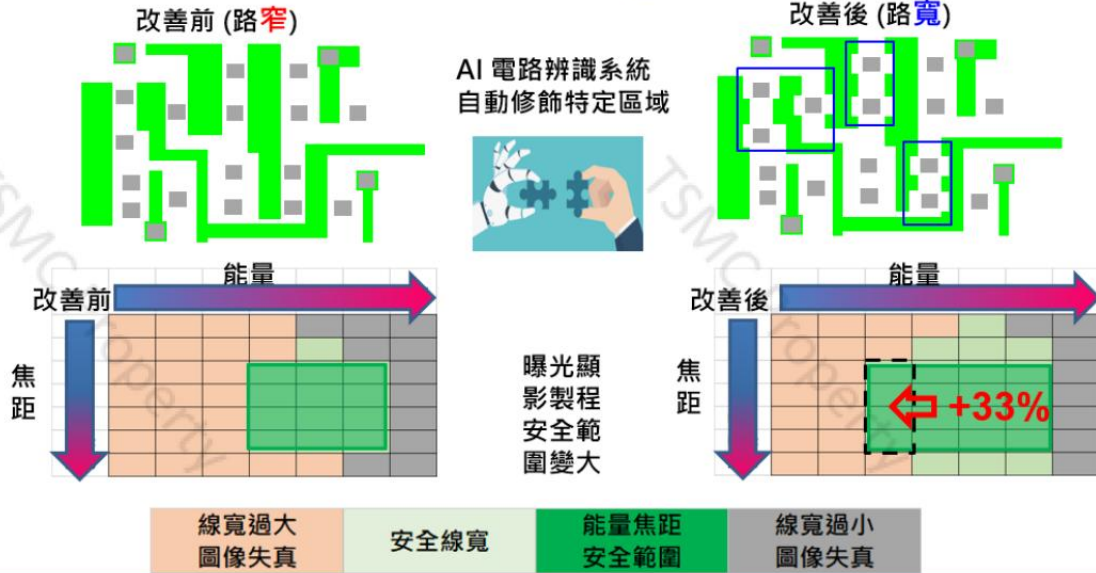 改善前 (路窄)
改善後 (路寬)
AI 電路辨識系統
自動修飾特定區域
能量
改善前
焦
距
曝光顯
影製程
安全範
圍變大
能量
改善後
焦
距
+33%
線寬過大
圖像失真
安全線寬
能量焦距
安全範圍
線寬過小
圖像失真
TSMC Property
TSMC Property